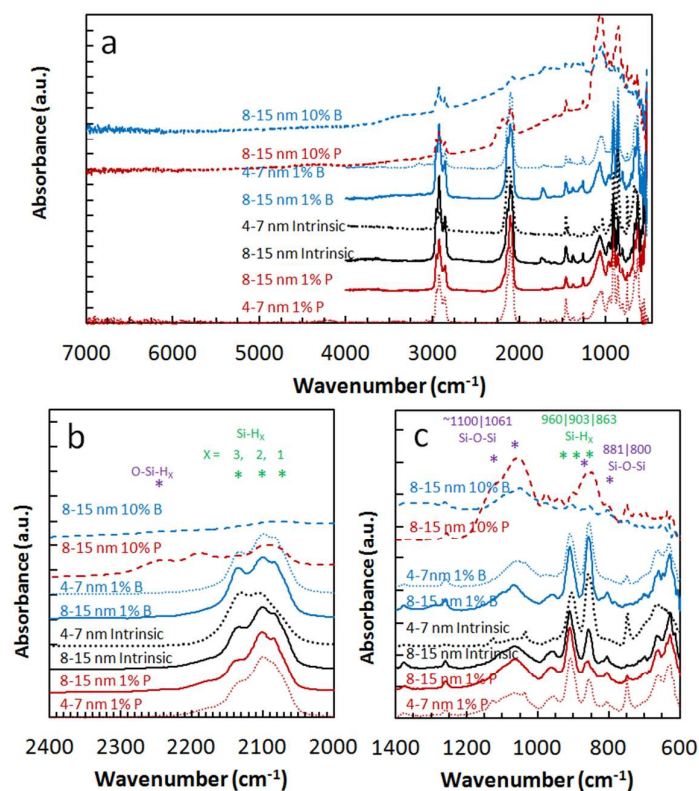 a
Absorbance (a.u.)
8-15 nm 10% B
8-15 nm 10% P
4-7 nm 1% B
8-15 nm 1% B
4-7 nm Intrinsic
8-15 nm Intrinsic
8-15 nm 1% P
4-7 nm 1% P
7000 6000 5000 4000 3000 2000 1000
Wavenumber (cm⁻¹)
b
Absorbance (a.u.)
Si-Hₓ
X = 3, 2, 1
* * *
O-Si-Hₓ
*
8-15 nm 10% B
8-15 nm 10% P
4-7 nm 1% B
8-15 nm 1% B
4-7 nm Intrinsic
8-15 nm Intrinsic
8-15 nm 1% P
4-7 nm 1% P
2400 2300 2200 2100 2000
Wavenumber (cm⁻¹)
c
Absorbance (a.u.)
~1100|1061
Si-O-Si
* *
960|903|863
Si-Hₓ
* * *
881|800
Si-O-Si
* *
8-15 nm 10% B
8-15 nm 10% P
4-7 nm 1% B
8-15 nm 1% B
4-7 nm Intrinsic
8-15 nm Intrinsic
8-15 nm 1% P
4-7 nm 1% P
1400 1200 1000 800 600
Wavenumber (cm⁻¹)